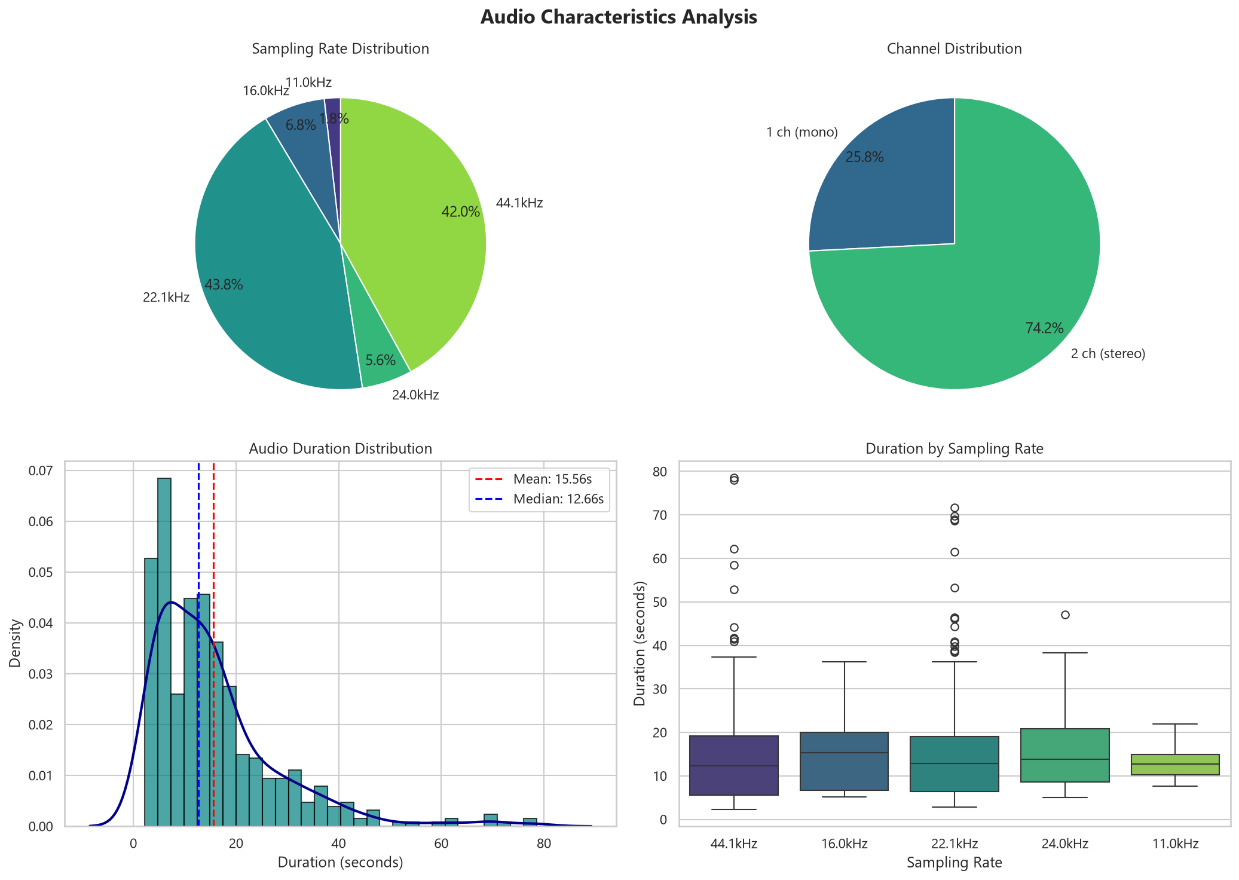 Audio Characteristics Analysis
Sampling Rate Distribution
11.0kHz
16.0kHz
1.8%
6.8%
44.1kHz
42.0%
43.8%
22.1kHz
5.6%
24.0kHz
Channel Distribution
1 ch (mono)
25.8%
74.2%
2 ch (stereo)
Audio Duration Distribution
Mean: 15.56s
Median: 12.66s
0.07
0.06
0.05
0.04
0.03
0.02
0.01
0.00
Density
0 20 40 60 80
Duration (seconds)
Duration by Sampling Rate
80
70
60
50
40
30
20
10
0
Duration (seconds)
44.1kHz 16.0kHz 22.1kHz 24.0kHz 11.0kHz
Sampling Rate